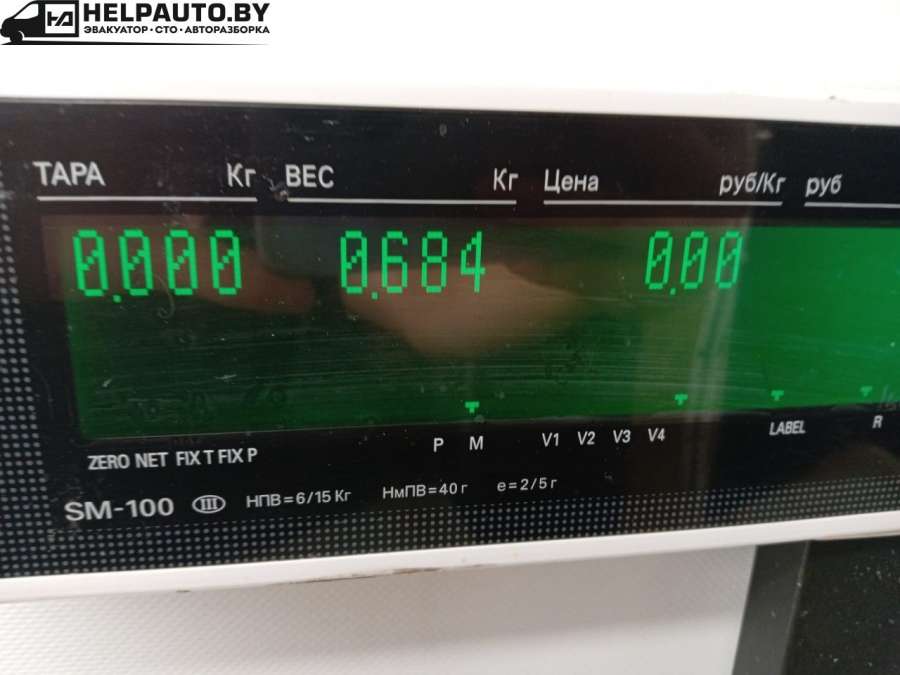 HELPAUTO.BY
ЭВАКУАТОР•СТО•АВТОРАЗБОРКА
ТАРА Кг ВЕС Кг Цена руб/Кг руб
0.000 0.684 0.00
P M V1 V2 V3 V4 LABEL R
ZERO NET FIX T FIX P
SM-100 III НПВ=6/15 Кг НмПВ=40 г e=2/5 г